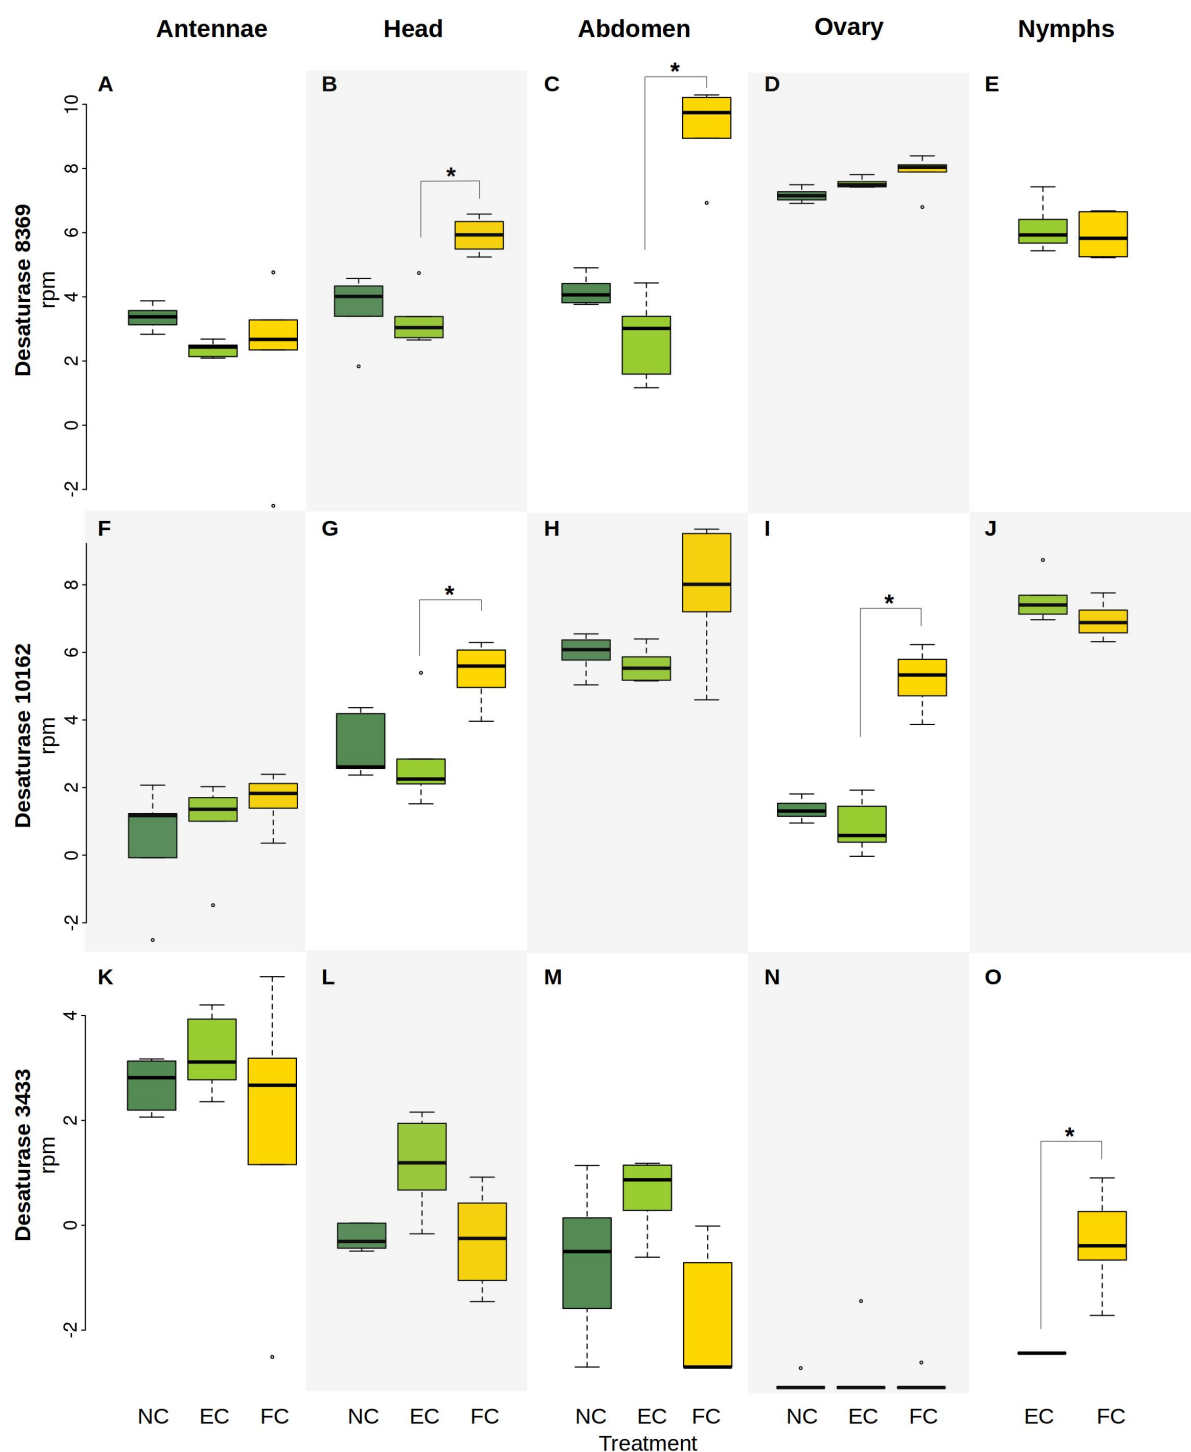 Antennae Head Abdomen Ovary Nymphs
A B C D E
* *
Desaturase 8369
rpm
10
8
6
4
2
0
-2
F G H I J
* *
Desaturase 10162
rpm
8
6
4
2
0
-2
K L M N O
*
Desaturase 3433
rpm
4
2
0
-2
NC EC FC NC EC FC NC EC FC NC EC FC EC FC
Treatment